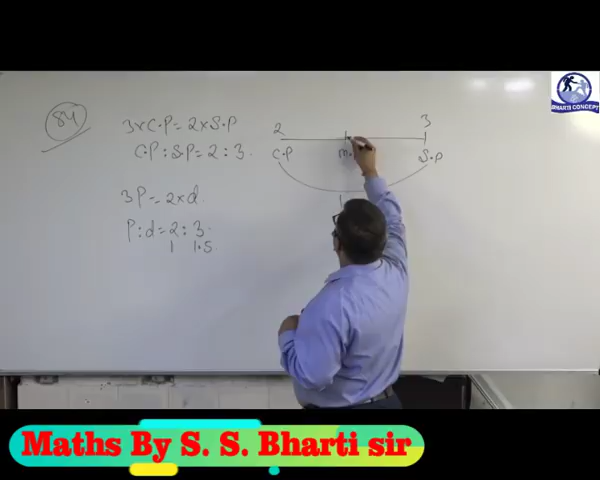 84
3×C.P = 2×S.P
C.P : S.P = 2 : 3.
3P = 2×d.
P : d = 2 : 3.
1 1.5.
2 3
C.P m. S.P
1
BHARTI CONCEPT
Maths By S. S. Bharti sir